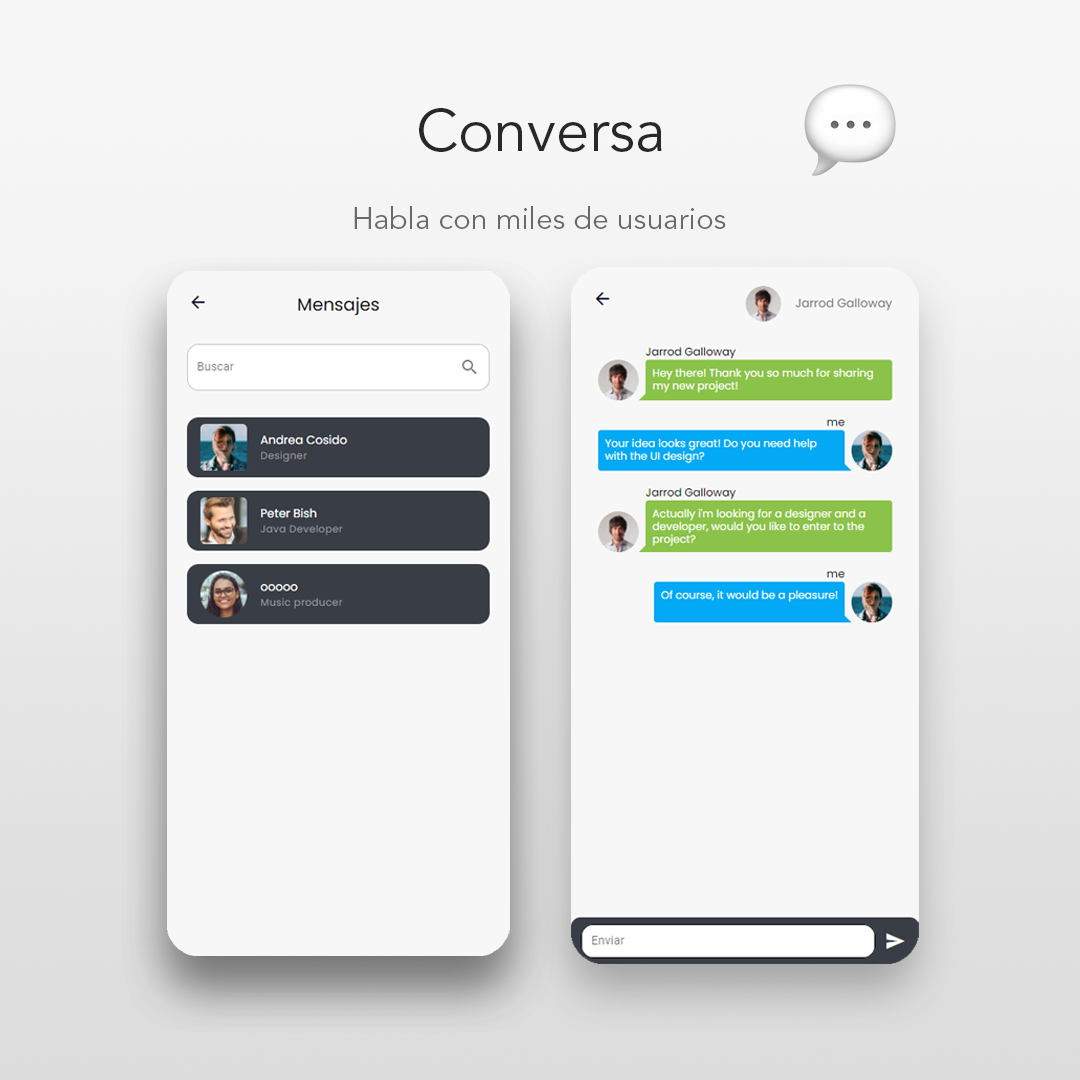 Conversa
Habla con miles de usuarios
Mensajes
Buscar
Andrea Cosido
Designer
Peter Bish
Java Developer
ooooo
Music producer
Jarrod Galloway
Jarrod Galloway
Hey there! Thank you so much for sharing
my new project!
me
Your idea looks great! Do you need help
with the UI design?
Jarrod Galloway
Actually i'm looking for a designer and a
developer, would you like to enter to the
project?
me
Of course, it would be a pleasure!
Enviar